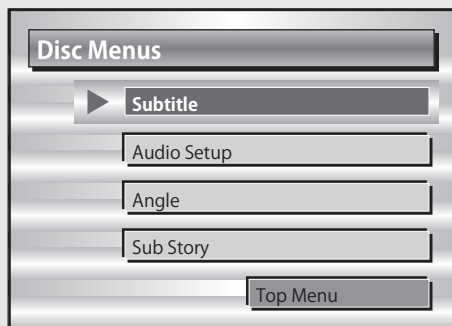 Disc Menus
Subtitle
Audio Setup
Angle
Sub Story
Top Menu